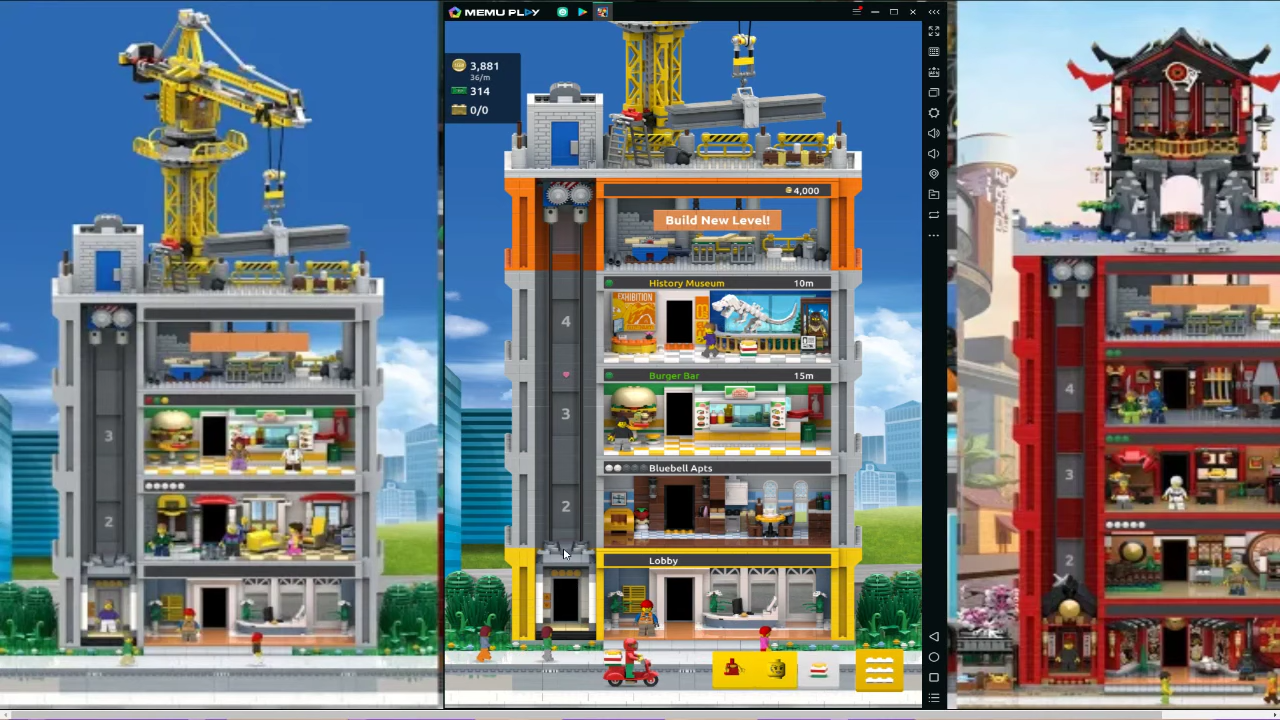 MEMU PLAY
3,881
36/m
314
0/0
4,000
Build New Level!
History Museum 10m
EXHIBITION
4
Burger Bar 15m
3
3
Bluebell Apts
2
2
Lobby
4
3
2